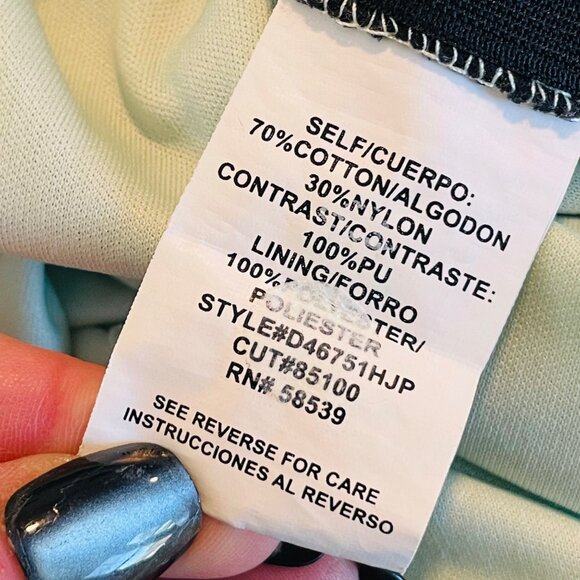 SELF/CUERPO:
70%COTTON/ALGODON
30%NYLON
CONTRAST/CONTRASTE:
100%PU
LINING/FORRO
100%POLYESTER/
POLIESTER
STYLE#D46751HJP
CUT#85100
RN# 58539
SEE REVERSE FOR CARE
INSTRUCCIONES AL REVERSO